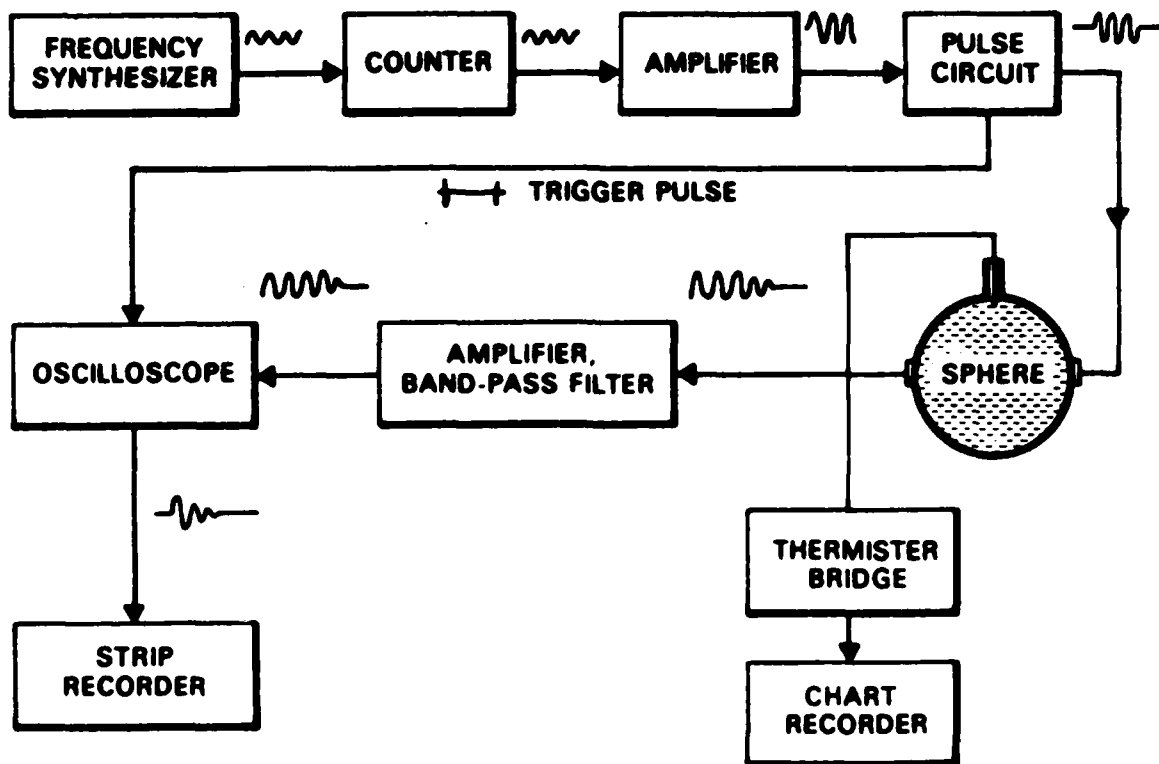 FREQUENCY
SYNTHESIZER
COUNTER
AMPLIFIER
PULSE
CIRCUIT
TRIGGER PULSE
OSCILLOSCOPE
AMPLIFIER,
BAND-PASS FILTER
SPHERE
THERMISTER
BRIDGE
STRIP
RECORDER
CHART
RECORDER